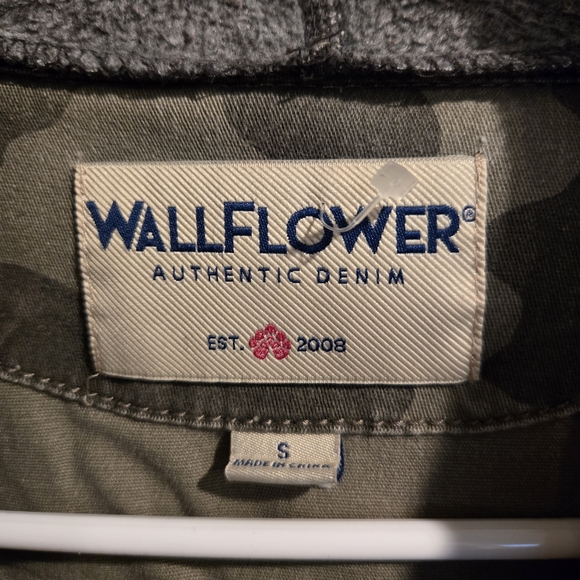 WALLFLOWER®
AUTHENTIC DENIM
EST. 2008
S
MADE IN CHINA